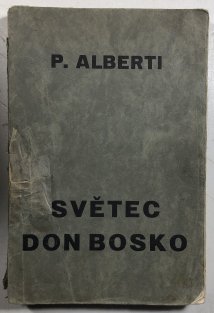 P. ALBERTI
SVĚTEC
DON BOSKO